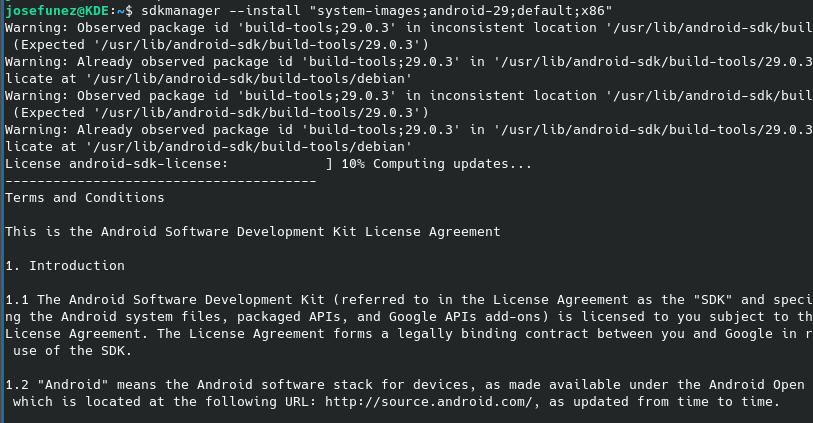 josefunez@KDE:~$ sdkmanager --install "system-images;android-29;default;x86"
Warning: Observed package id 'build-tools;29.0.3' in inconsistent location '/usr/lib/android-sdk/buil
 (Expected '/usr/lib/android-sdk/build-tools/29.0.3')
Warning: Already observed package id 'build-tools;29.0.3' in '/usr/lib/android-sdk/build-tools/29.0.3
licate at '/usr/lib/android-sdk/build-tools/debian'
Warning: Observed package id 'build-tools;29.0.3' in inconsistent location '/usr/lib/android-sdk/buil
 (Expected '/usr/lib/android-sdk/build-tools/29.0.3')
Warning: Already observed package id 'build-tools;29.0.3' in '/usr/lib/android-sdk/build-tools/29.0.3
licate at '/usr/lib/android-sdk/build-tools/debian'
License android-sdk-license:            ] 10% Computing updates...
---------------------------------------
Terms and Conditions
This is the Android Software Development Kit License Agreement
1. Introduction
1.1 The Android Software Development Kit (referred to in the License Agreement as the "SDK" and speci
ng the Android system files, packaged APIs, and Google APIs add-ons) is licensed to you subject to th
License Agreement. The License Agreement forms a legally binding contract between you and Google in r
 use of the SDK.
1.2 "Android" means the Android software stack for devices, as made available under the Android Open
 which is located at the following URL: http://source.android.com/, as updated from time to time.